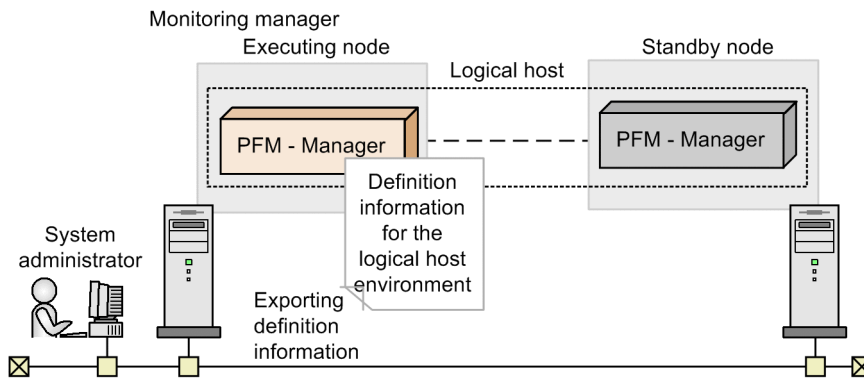 Monitoring manager
Executing node
Standby node
Logical host
PFM - Manager
PFM - Manager
Definition
information
for the
logical host
environment
System
administrator
Exporting
definition
information